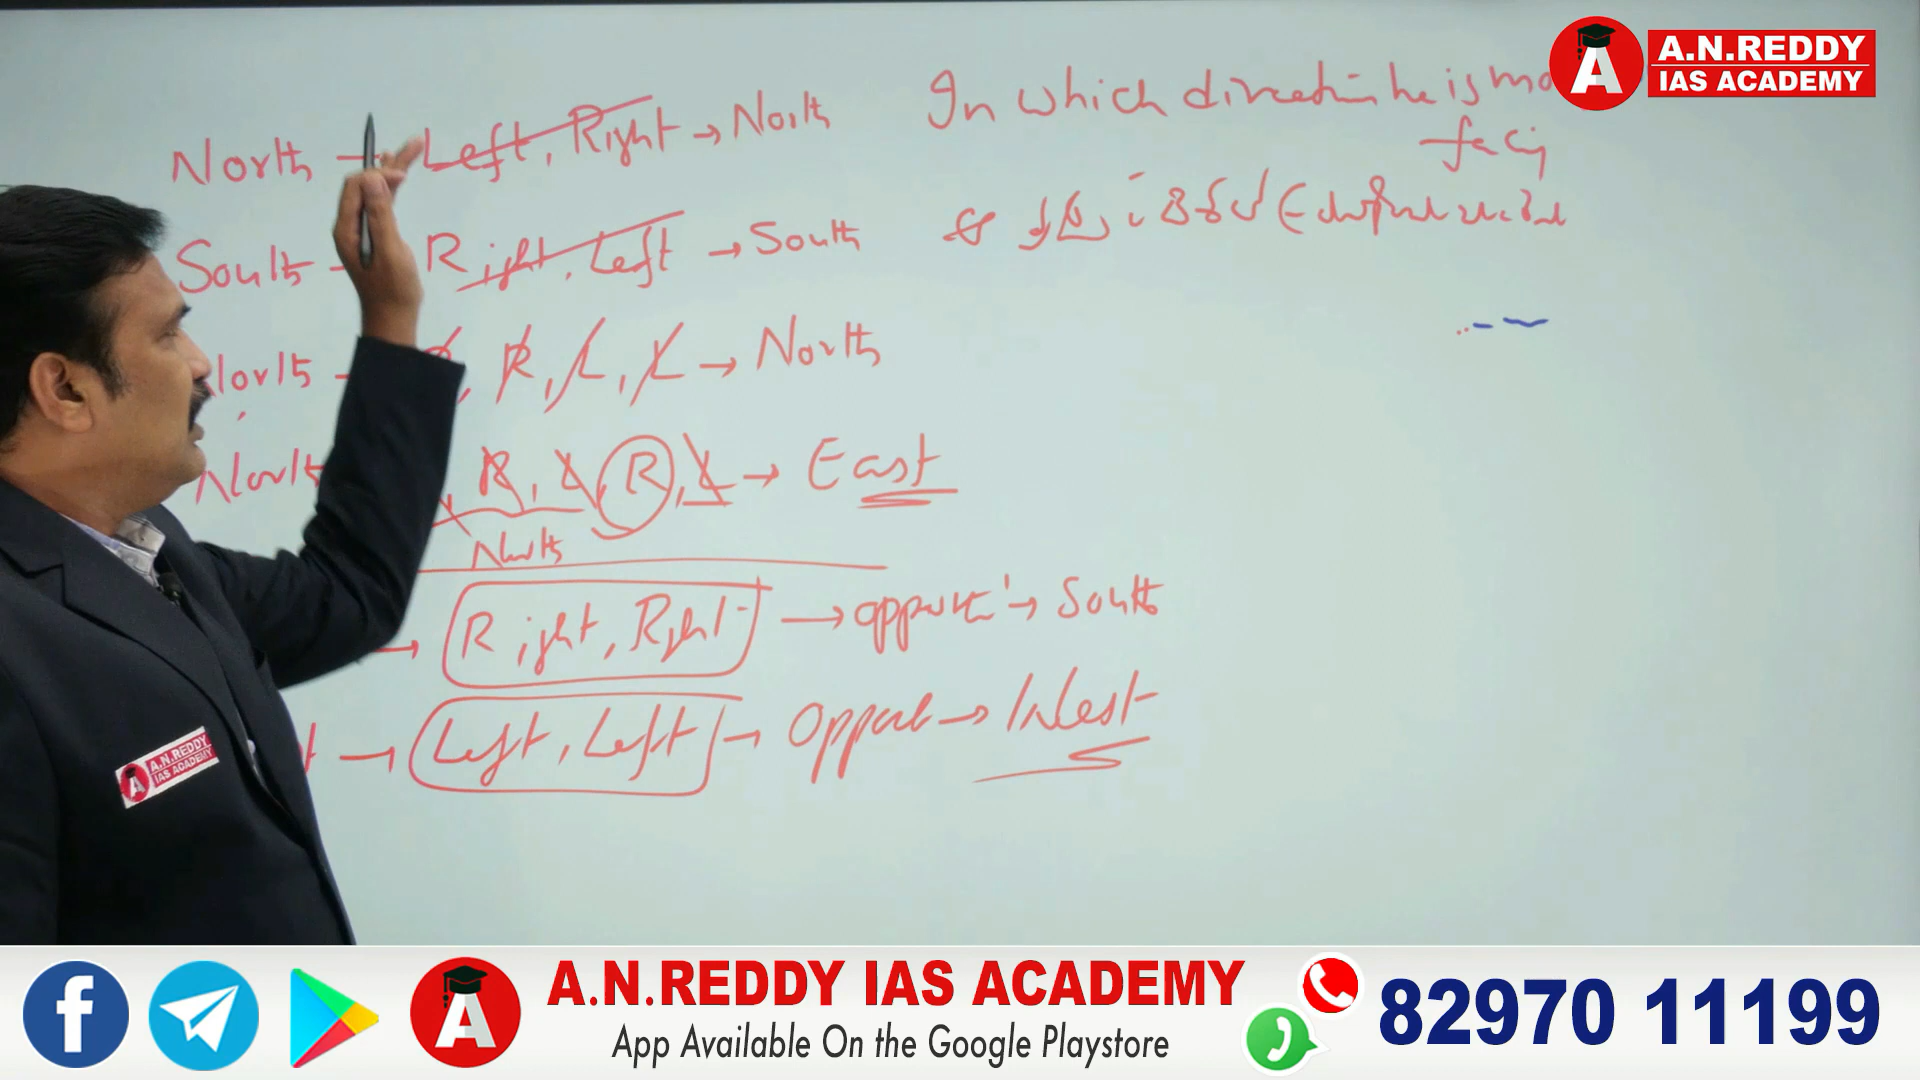 A.N.REDDY
IAS ACADEMY
In which direction he is mo
facing
North → Left, Right → North
South → Right, Left → South
North R, L, L → North
North R, L, R, L → East
North
→ Right, Right → → South
→ Left, Left → → West
A.N.REDDY
IAS ACADEMY
A.N.REDDY IAS ACADEMY
App Available On the Google Playstore
82970 11199